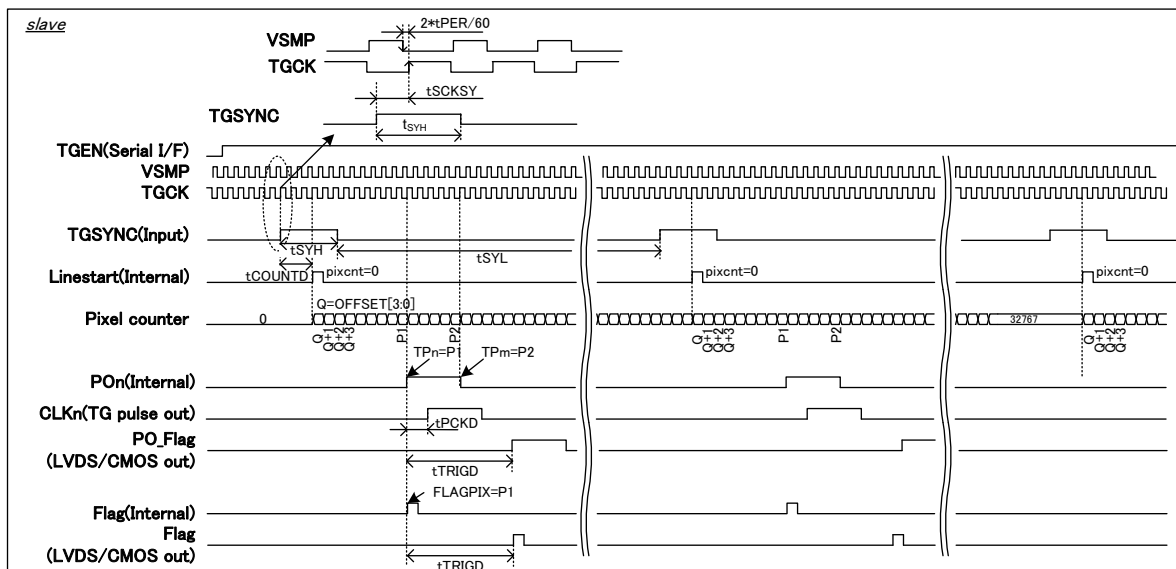 slave
2*tPER/60
VSMP
TGCK
tSCKSY
TGSYNC
tSYH
TGEN(Serial I/F)
VSMP
TGCK
TGSYNC(Input)
tSYH
tSYL
Linestart(Internal)
tCOUNTD
pixcnt=0
pixcnt=0
pixcnt=0
Q=OFFSET[3:0]
Pixel counter
0
32767
Q
Q+1
Q+2
Q+3
P1
P2
Q
Q+1
Q+2
Q+3
P1
P2
Q
Q+1
Q+2
Q+3
TPn=P1
TPm=P2
POn(Internal)
CLKn(TG pulse out)
tPCKD
PO_Flag
(LVDS/CMOS out)
tTRIGD
FLAGPIX=P1
Flag(Internal)
Flag
(LVDS/CMOS out)
tTRIGD